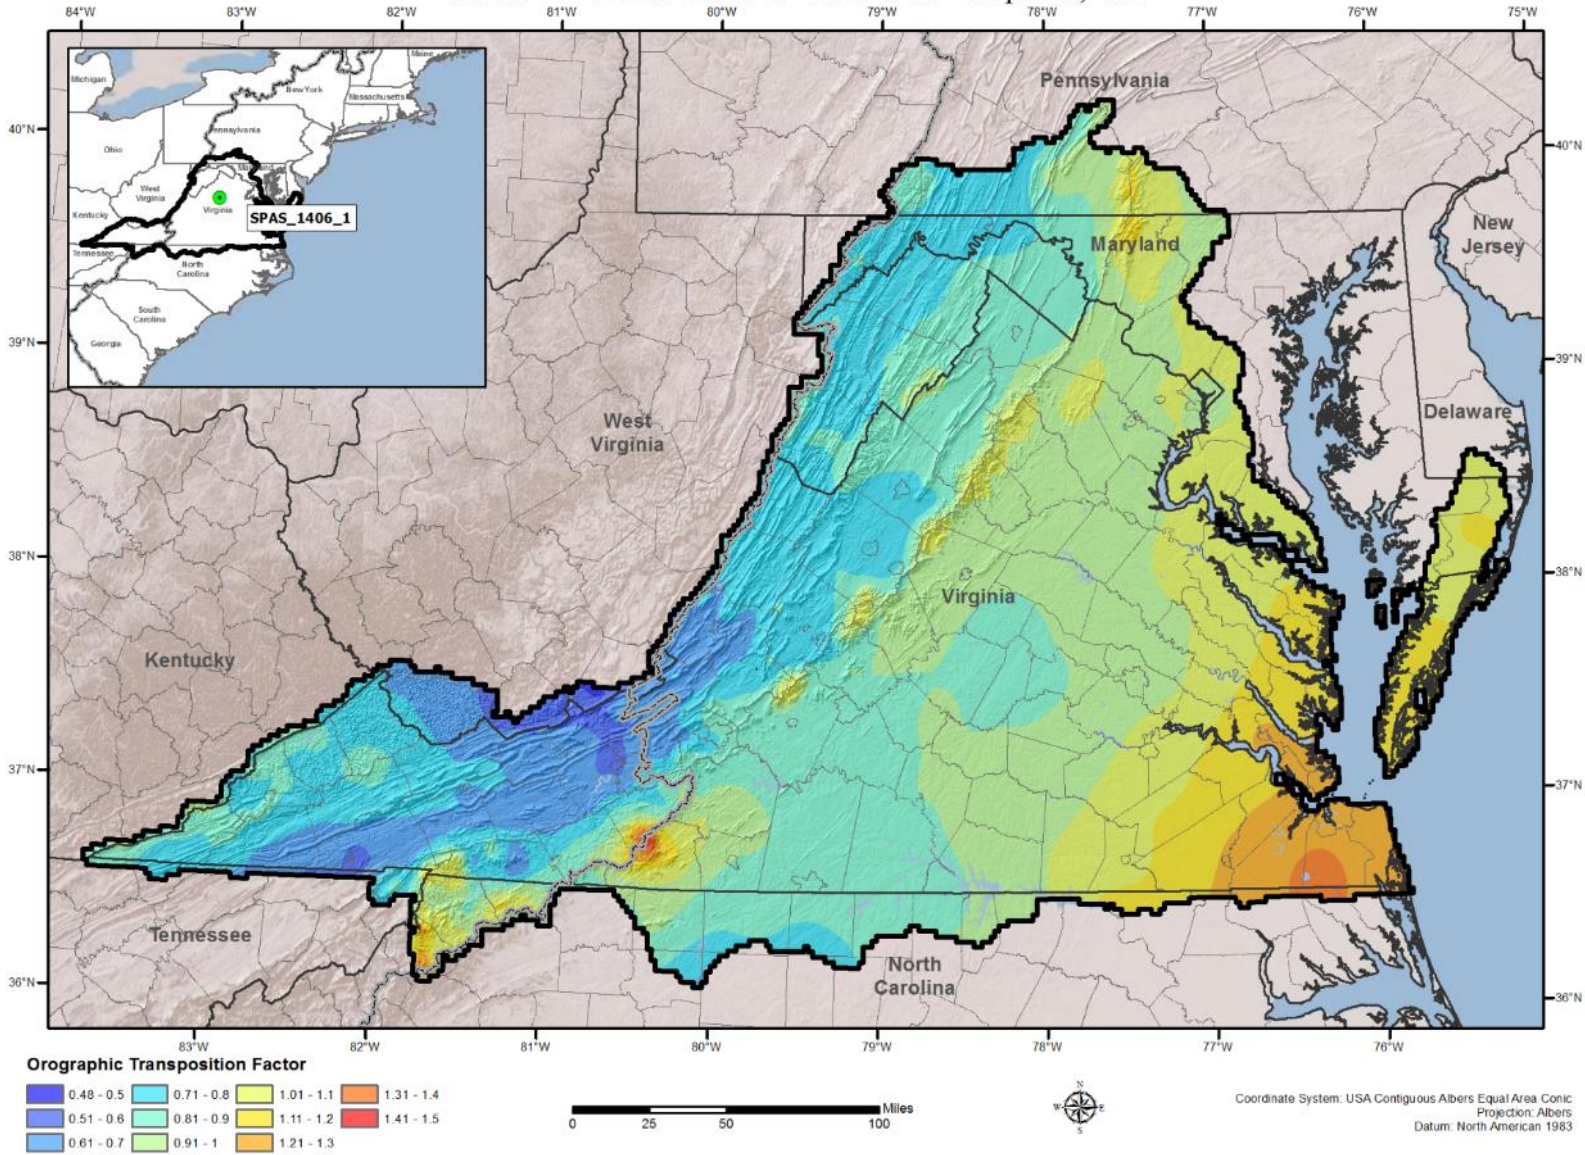 84°W 83°W 82°W 81°W 80°W 79°W 78°W 77°W 76°W 75°W
Michigan
Maine
New York
Massachusetts
Pennsylvania
Ohio
West
Virginia
Virginia
Kentucky
SPAS_1406_1
Tennessee
North
Carolina
South
Carolina
Georgia
Pennsylvania
40°N 40°N
New
Jersey
Maryland
39°N 39°N
West
Virginia
Delaware
38°N 38°N
Virginia
Kentucky
37°N 37°N
Tennessee
North
Carolina
36°N 36°N
83°W 82°W 81°W 80°W 79°W 78°W 77°W 76°W
Orographic Transposition Factor
0.48 - 0.5 0.71 - 0.8 1.01 - 1.1 1.31 - 1.4
0.51 - 0.6 0.81 - 0.9 1.11 - 1.2 1.41 - 1.5
0.61 - 0.7 0.91 - 1 1.21 - 1.3
Miles
0 25 50 100
N
W E
S
Coordinate System: USA Contiguous Albers Equal Area Conic
Projection: Albers
Datum: North American 1983